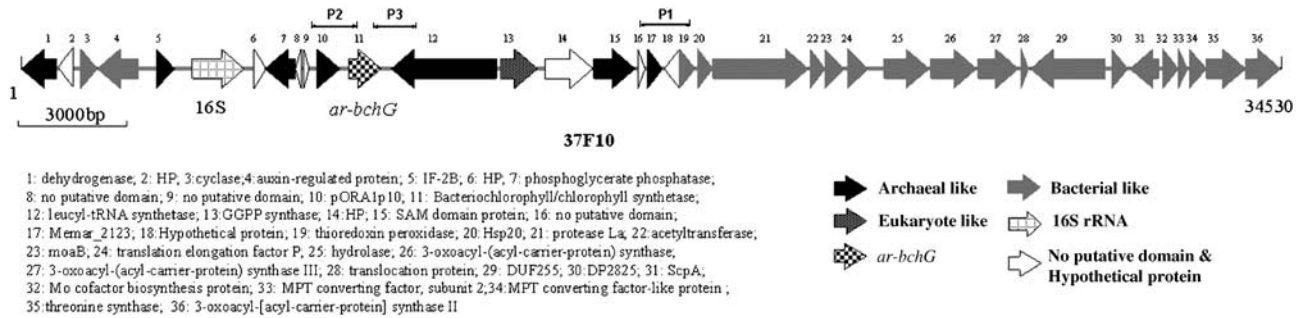 P2 P3 P1
1 2 3 4 5 6 7 8 9 10 11 12 13 14 15 16 17 18 19 20 21 22 23 24 25 26 27 28 29 30 31 32 33 34 35 36
1 16S ar-bchG 34530
3000bp
37F10
1: dehydrogenase; 2: HP; 3:cyclase;4:auxin-regulated protein; 5: IF-2B; 6: HP; 7: phosphoglycerate phosphatase;
8: no putative domain; 9: no putative domain; 10: pORA1p10; 11: Bacteriochlorophyll/chlorophyll synthetase;
12: leucyl-tRNA synthetase; 13:GGPP synthase; 14:HP; 15: SAM domain protein; 16: no putative domain;
17: Memar_2123; 18:Hypothetical protein; 19: thioredoxin peroxidase; 20: Hsp20; 21: protease La; 22:acetyltransferase;
23: moaB; 24: translation elongation factor P; 25: hydrolase; 26: 3-oxoacyl-(acyl-carrier-protein) synthase;
27: 3-oxoacyl-(acyl-carrier-protein) synthase III; 28: translocation protein; 29: DUF255; 30:DP2825; 31: ScpA;
32: Mo cofactor biosynthesis protein; 33: MPT converting factor, subunit 2;34:MPT converting factor-like protein ;
35:threonine synthase; 36: 3-oxoacyl-[acyl-carrier-protein] synthase II
Archaeal like
Bacterial like
Eukaryote like
16S rRNA
ar-bchG
No putative domain &
Hypothetical protein